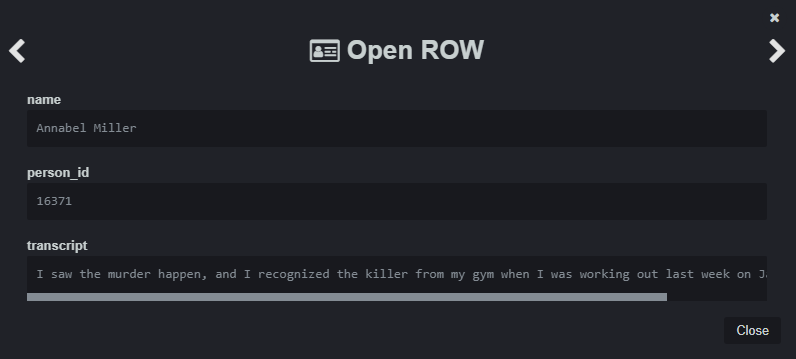 ✖
Open ROW
name
Annabel Miller
person_id
16371
transcript
I saw the murder happen, and I recognized the killer from my gym when I was working out last week on
Close